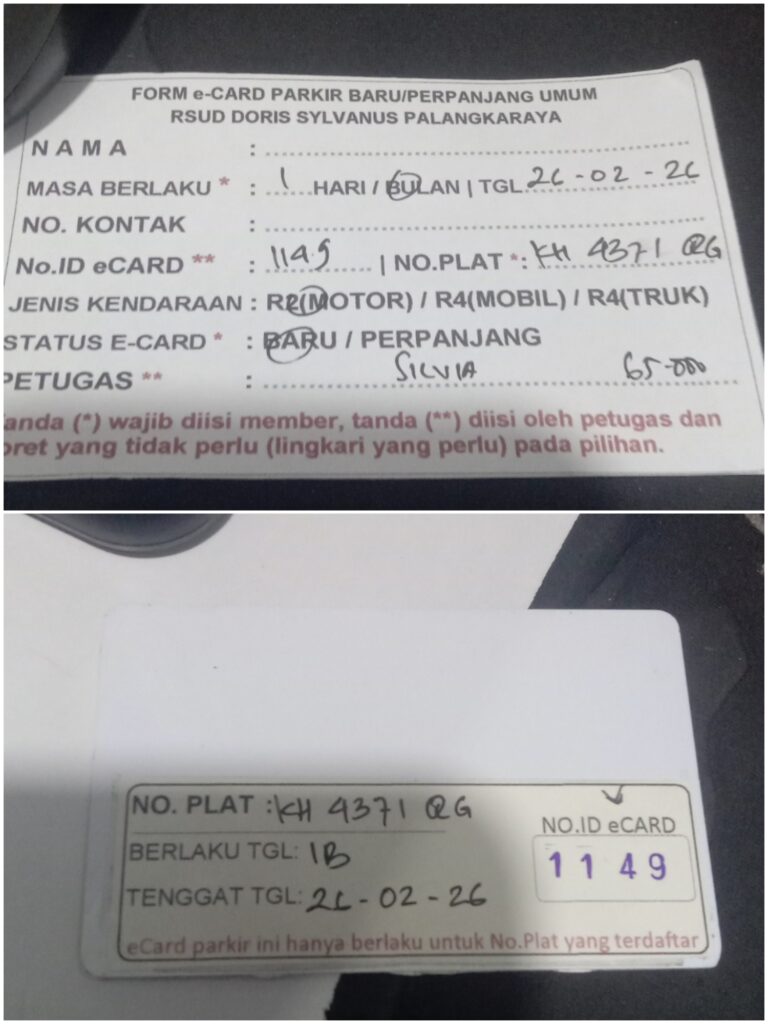 FORM e-CARD PARKIR BARU/PERPANJANG UMUM
RSUD DORIS SYLVANUS PALANGKARAYA
NAMA :
MASA BERLAKU * : 1 HARI / BULAN | TGL 26-02-26
NO. KONTAK :
No.ID eCARD ** : 1149 | NO.PLAT *: KH 4371 QG
JENIS KENDARAAN : R2(MOTOR) / R4(MOBIL) / R4(TRUK)
STATUS E-CARD * : BARU / PERPANJANG
PETUGAS ** : SILVIA 65.000
anda (*) wajib diisi member, tanda (**) diisi oleh petugas dan
oret yang tidak perlu (lingkari yang perlu) pada pilihan.
NO. PLAT : KH 4371 QG
BERLAKU TGL: 1B
TENGGAT TGL: 26-02-26
NO.ID eCARD
1149
eCard parkir ini hanya berlaku untuk No.Plat yang terdaftar